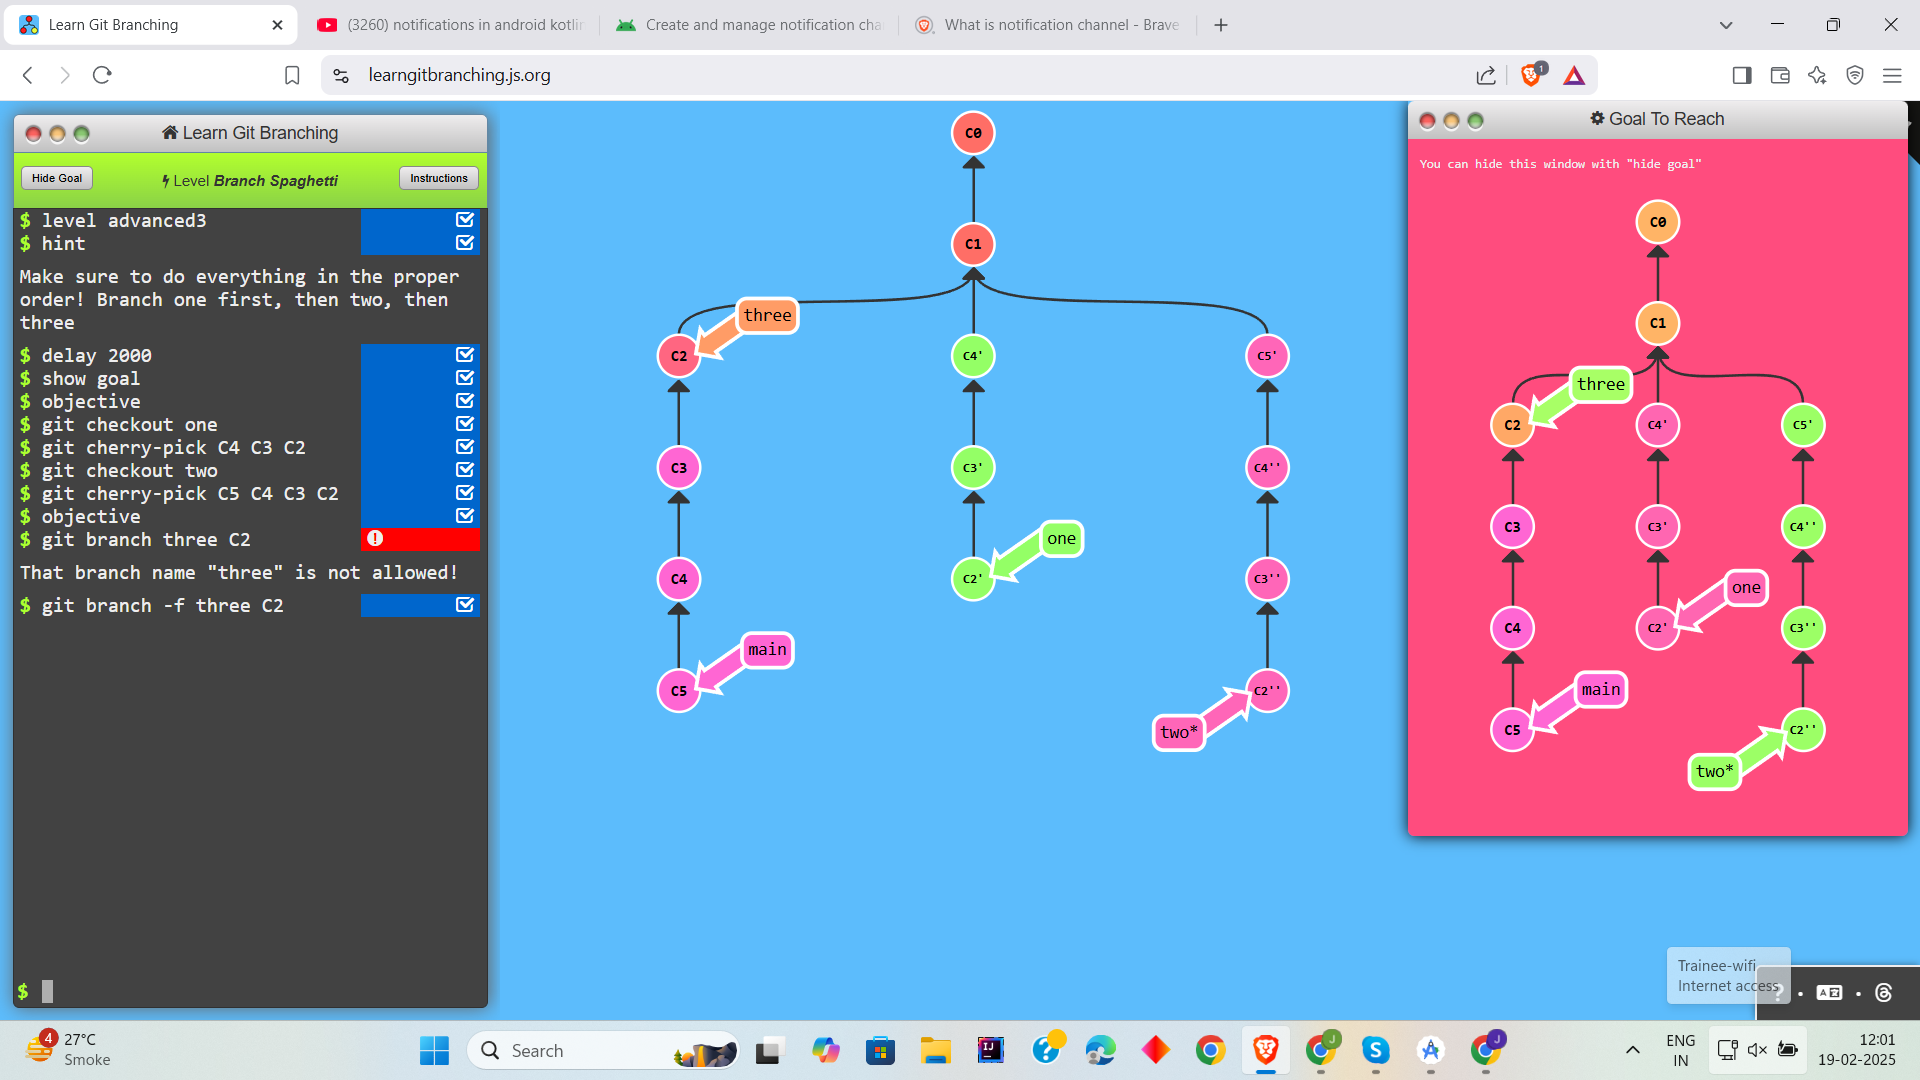 Learn Git Branching
(3260) notifications in android kotlin
Create and manage notification cha
What is notification channel - Brave
learngitbranching.js.org
1
Learn Git Branching
Hide Goal
Level Branch Spaghetti
Instructions
$ level advanced3
$ hint
Make sure to do everything in the proper
order! Branch one first, then two, then
three
$ delay 2000
$ show goal
$ objective
$ git checkout one
$ git cherry-pick C4 C3 C2
$ git checkout two
$ git cherry-pick C5 C4 C3 C2
$ objective
$ git branch three C2
That branch name "three" is not allowed!
$ git branch -f three C2
$
C0
C1
three
C2
C4'
C5'
C3
C3'
C4''
one
C4
C2'
C3''
main
C5
C2''
two*
Goal To Reach
You can hide this window with "hide goal"
C0
C1
three
C2
C4'
C5'
C3
C3'
C4''
one
C4
C2'
C3''
main
C5
C2''
two*
Trainee-wifi
Internet access
?
4
27°C
Smoke
Search
ENG
IN
12:01
19-02-2025